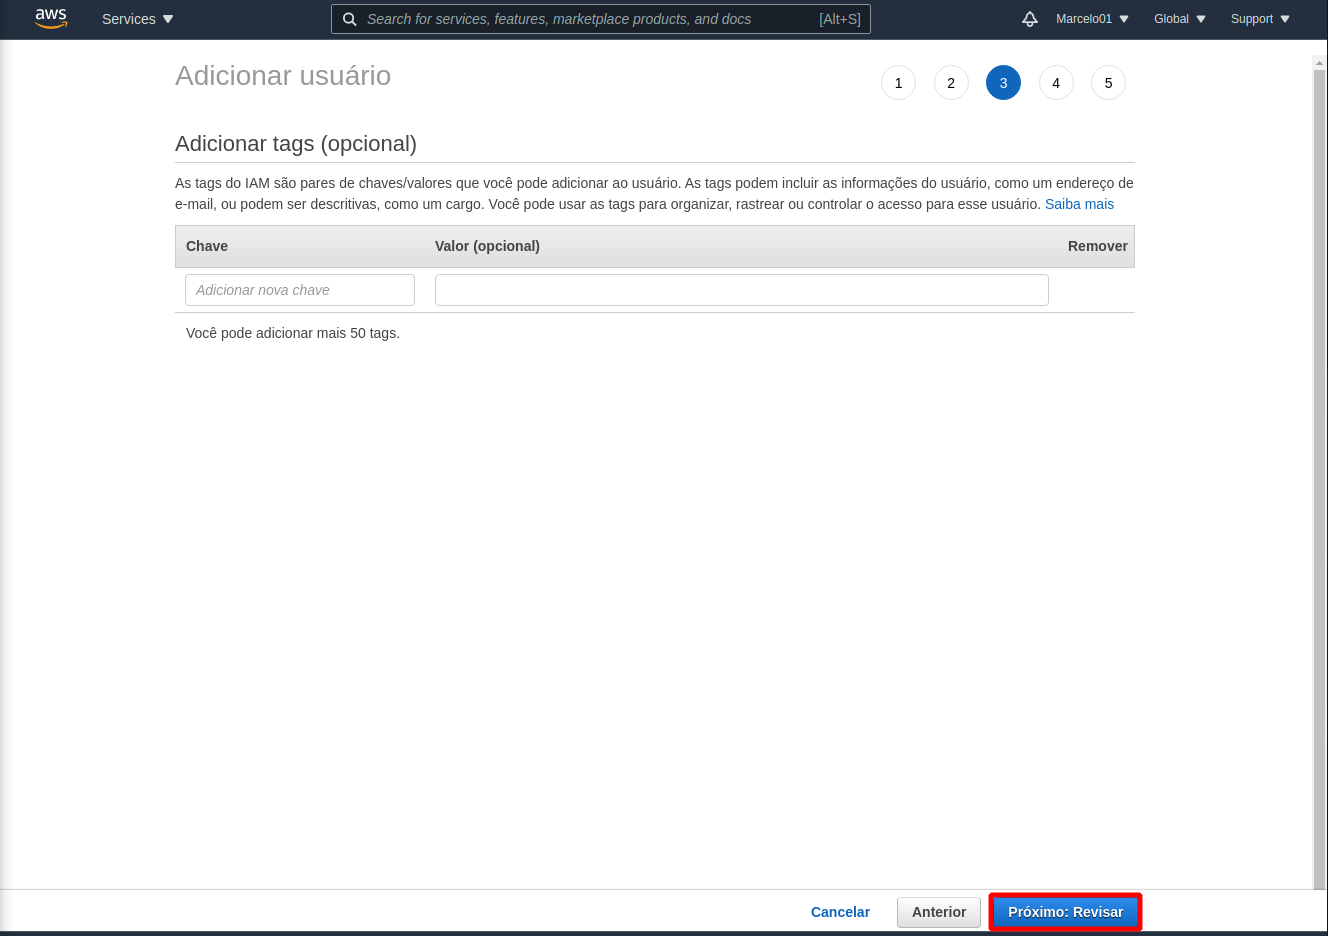 aws Services Search for services, features, marketplace products, and docs [Alt+S] Marcelo01 Global Support
Adicionar usuário 1 2 3 4 5
Adicionar tags (opcional)
As tags do IAM são pares de chaves/valores que você pode adicionar ao usuário. As tags podem incluir as informações do usuário, como um endereço de
e-mail, ou podem ser descritivas, como um cargo. Você pode usar as tags para organizar, rastrear ou controlar o acesso para esse usuário. Saiba mais
Chave Valor (opcional) Remover
Adicionar nova chave
Você pode adicionar mais 50 tags.
Cancelar Anterior Próximo: Revisar